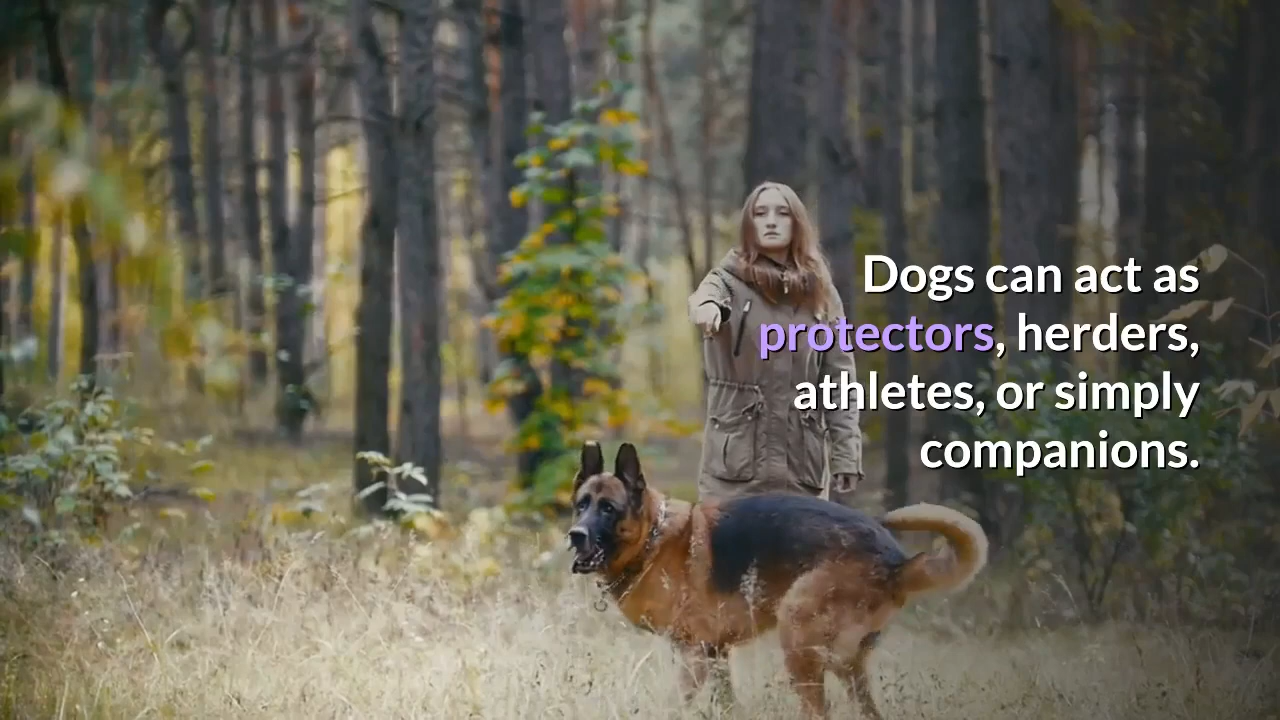 Dogs can act as
protectors, herders,
athletes, or simply
companions.